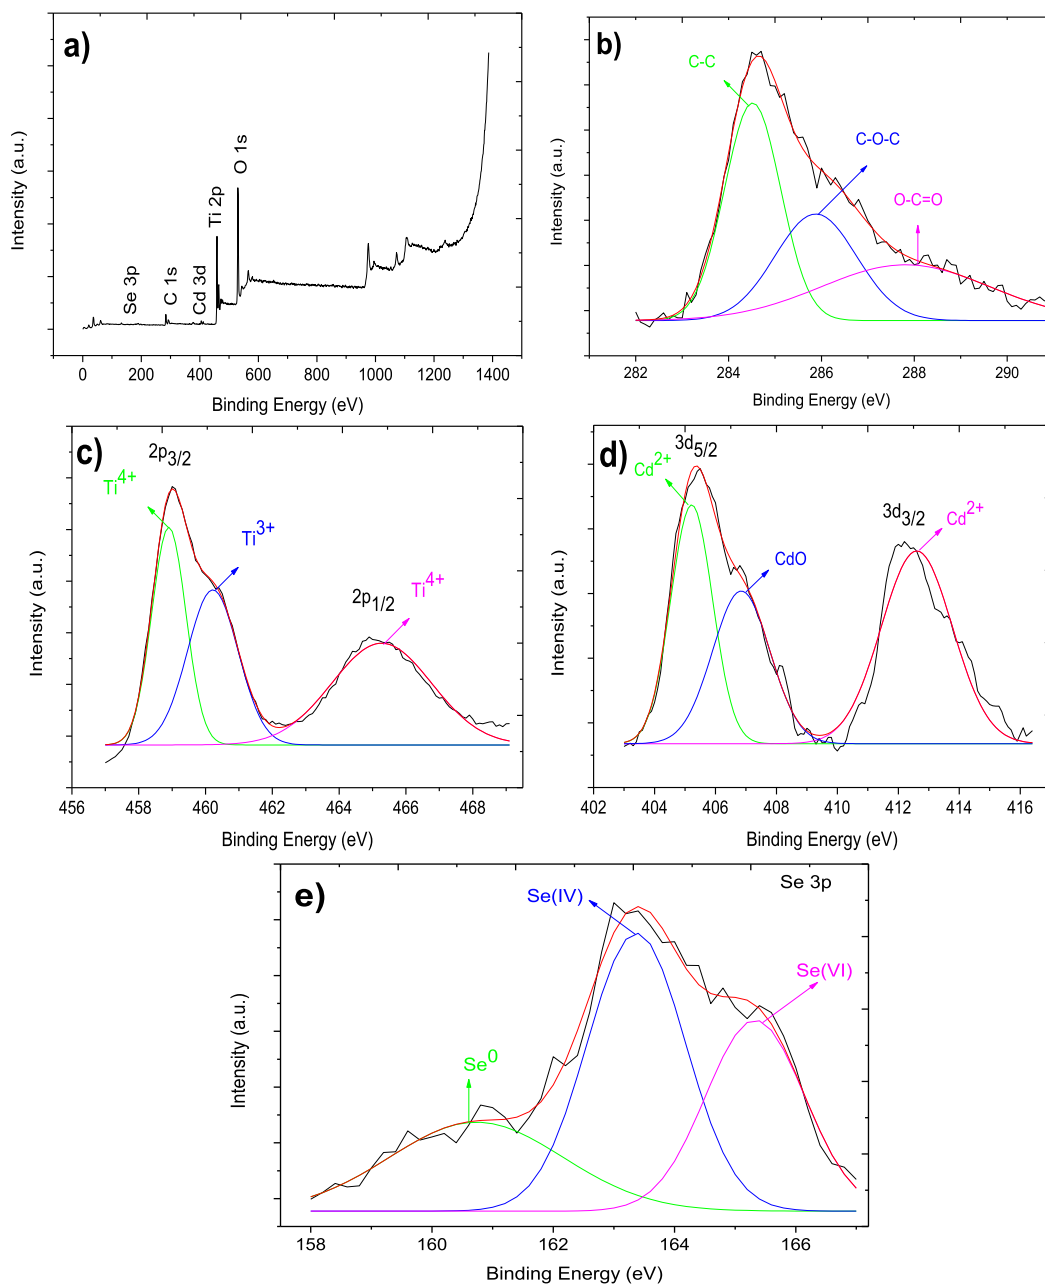 a)
Intensity (a.u.)
Se 3p
C 1s
Cd 3d
Ti 2p
O 1s
0 200 400 600 800 1000 1200 1400
Binding Energy (eV)
b)
Intensity (a.u.)
C-C
C-O-C
O-C=O
282 284 286 288 290
Binding Energy (eV)
c)
Intensity (a.u.)
2p3/2
Ti4+
Ti3+
2p1/2
Ti4+
456 458 460 462 464 466 468
Binding Energy (eV)
d)
Intensity (a.u.)
3d5/2
Cd2+
CdO
3d3/2
Cd2+
402 404 406 408 410 412 414 416
Binding Energy (eV)
e)
Se 3p
Intensity (a.u.)
Se(IV)
Se(VI)
Se0
158 160 162 164 166
Binding Energy (eV)